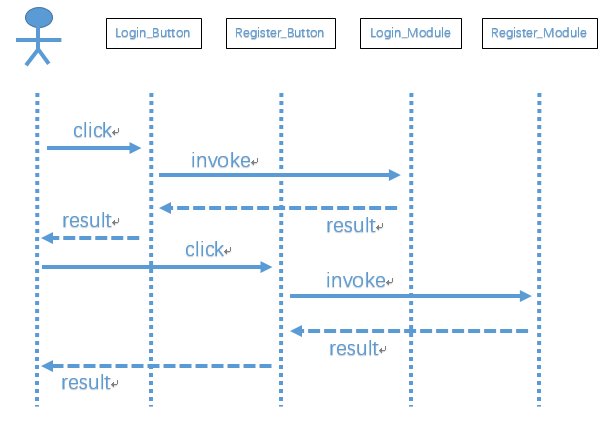 Login_Button
Register_Button
Login_Module
Register_Module
click
invoke
result
result
click
invoke
result
result